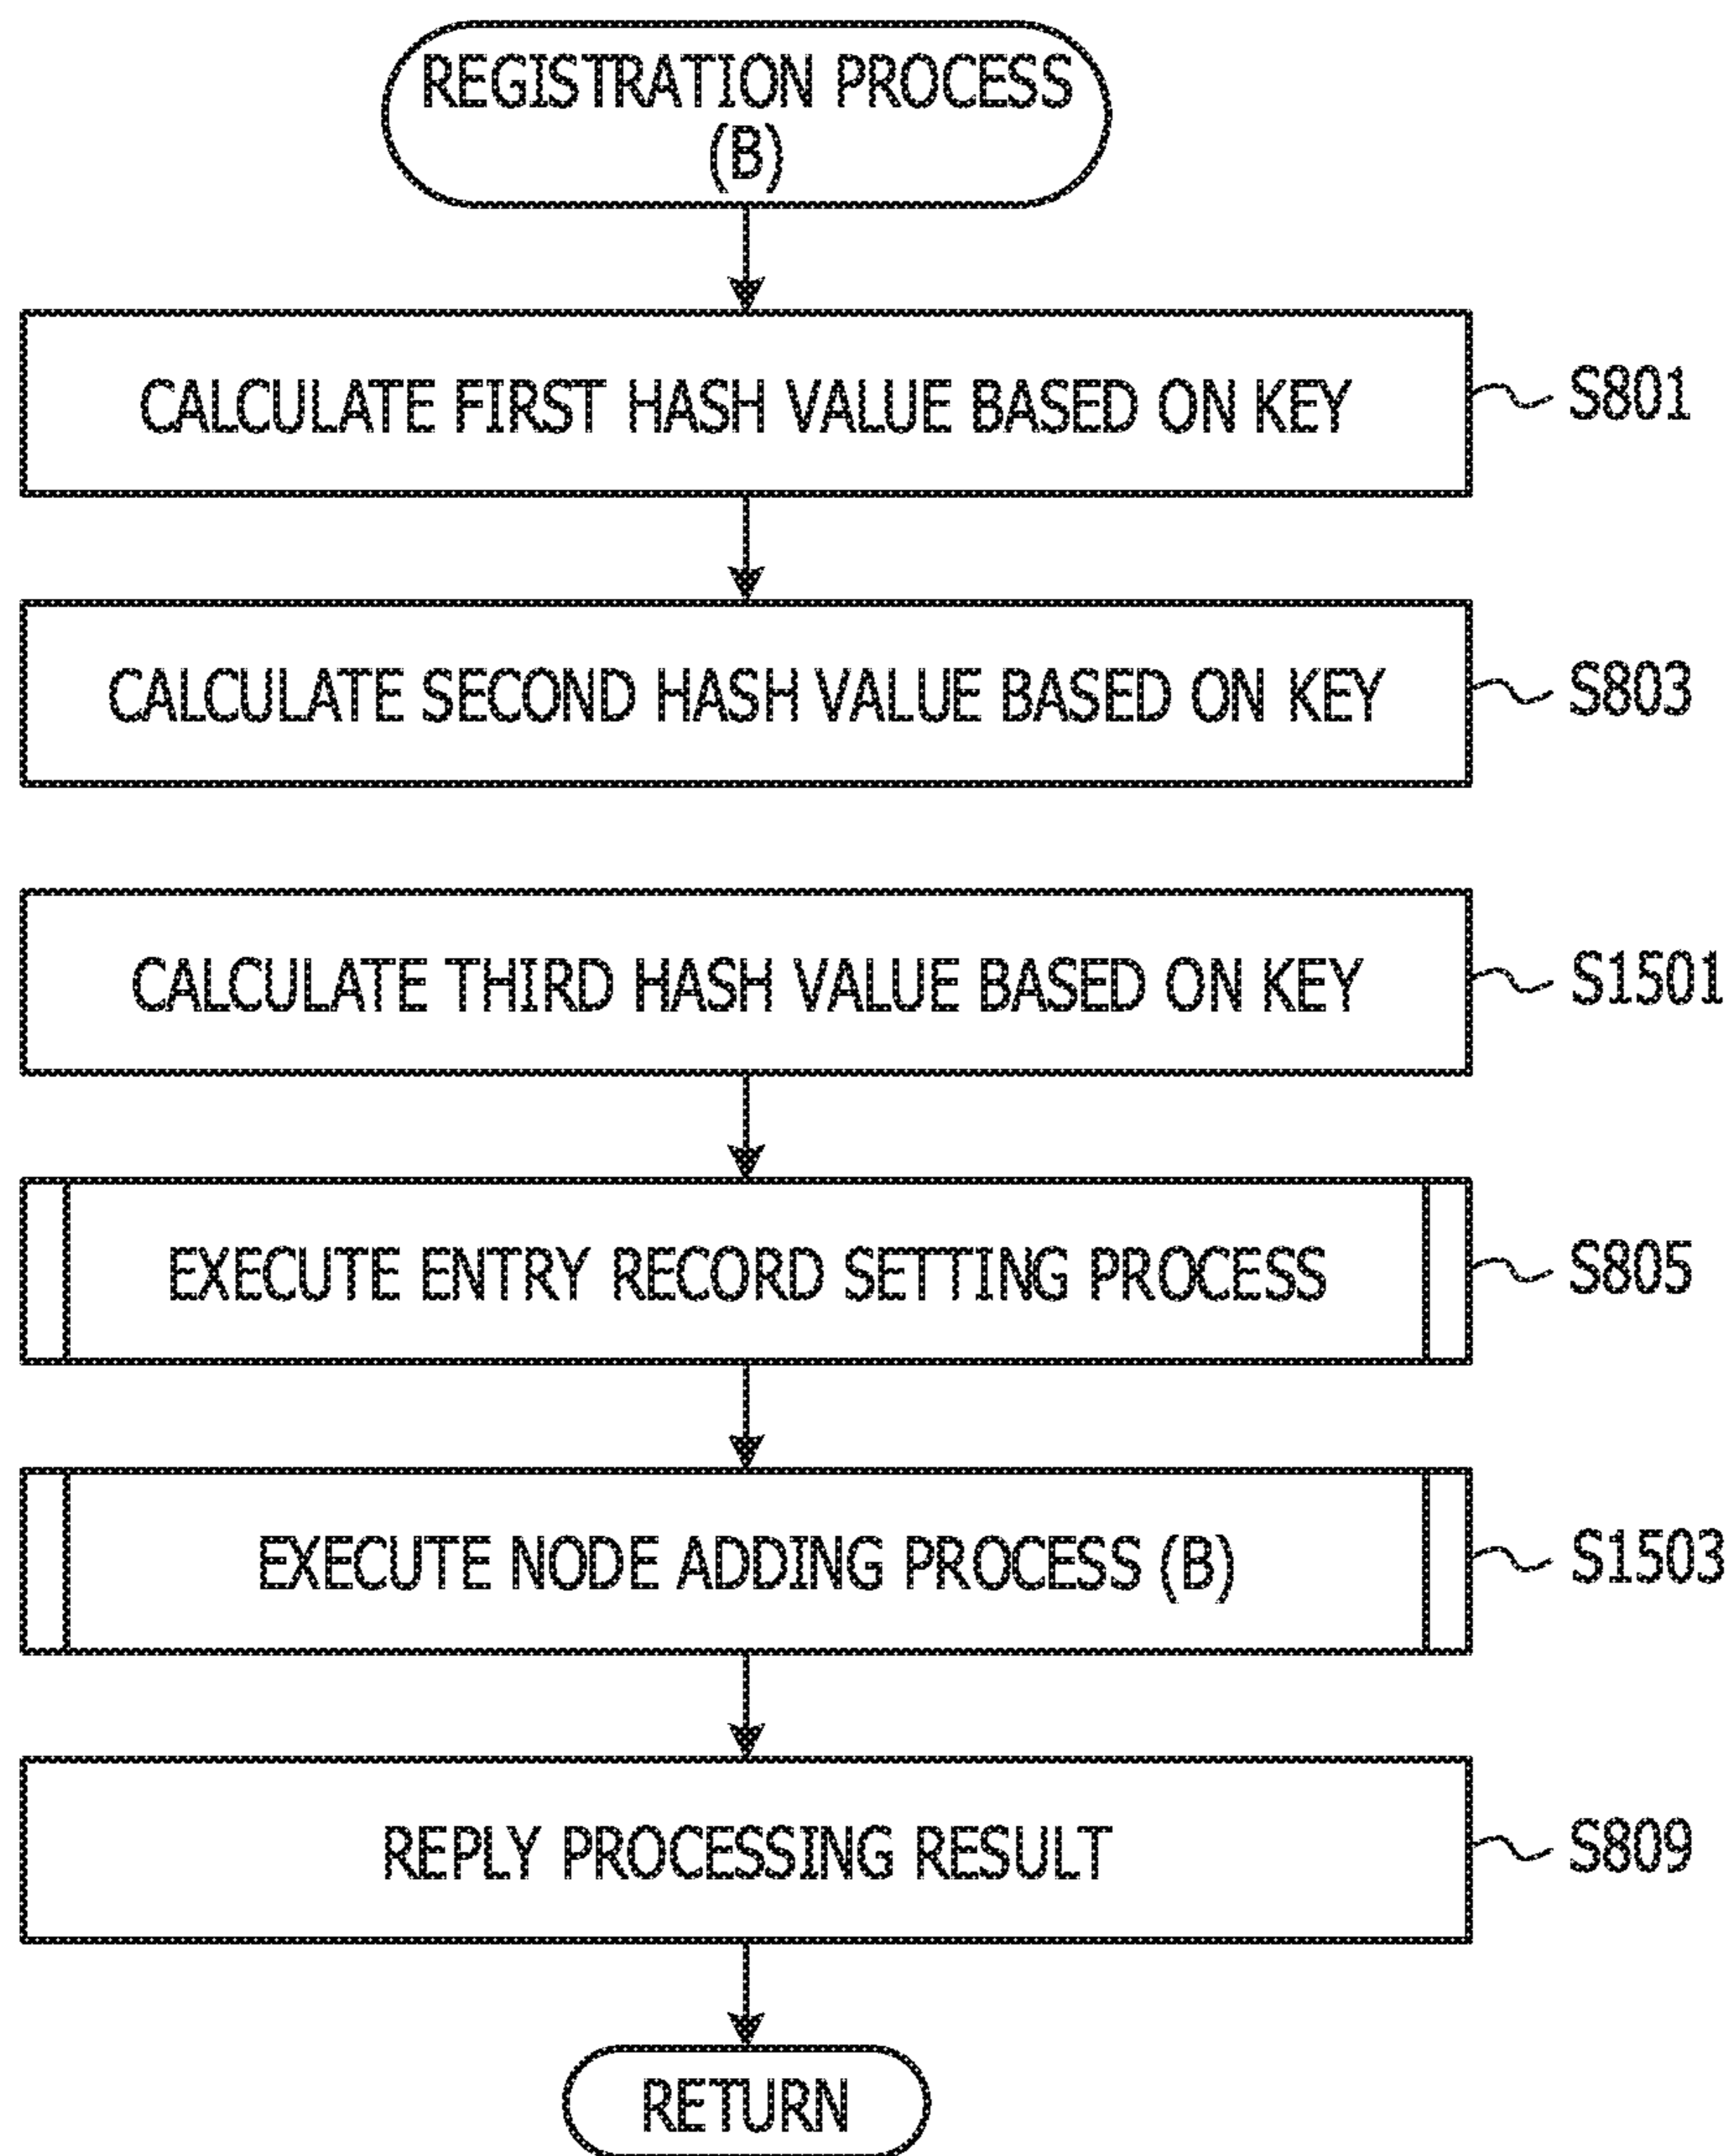 REGISTRATION PROCESS
(B)
CALCULATE FIRST HASH VALUE BASED ON KEY
S801
CALCULATE SECOND HASH VALUE BASED ON KEY
S803
CALCULATE THIRD HASH VALUE BASED ON KEY
S1501
EXECUTE ENTRY RECORD SETTING PROCESS
S805
EXECUTE NODE ADDING PROCESS (B)
S1503
REPLY PROCESSING RESULT
S809
RETURN